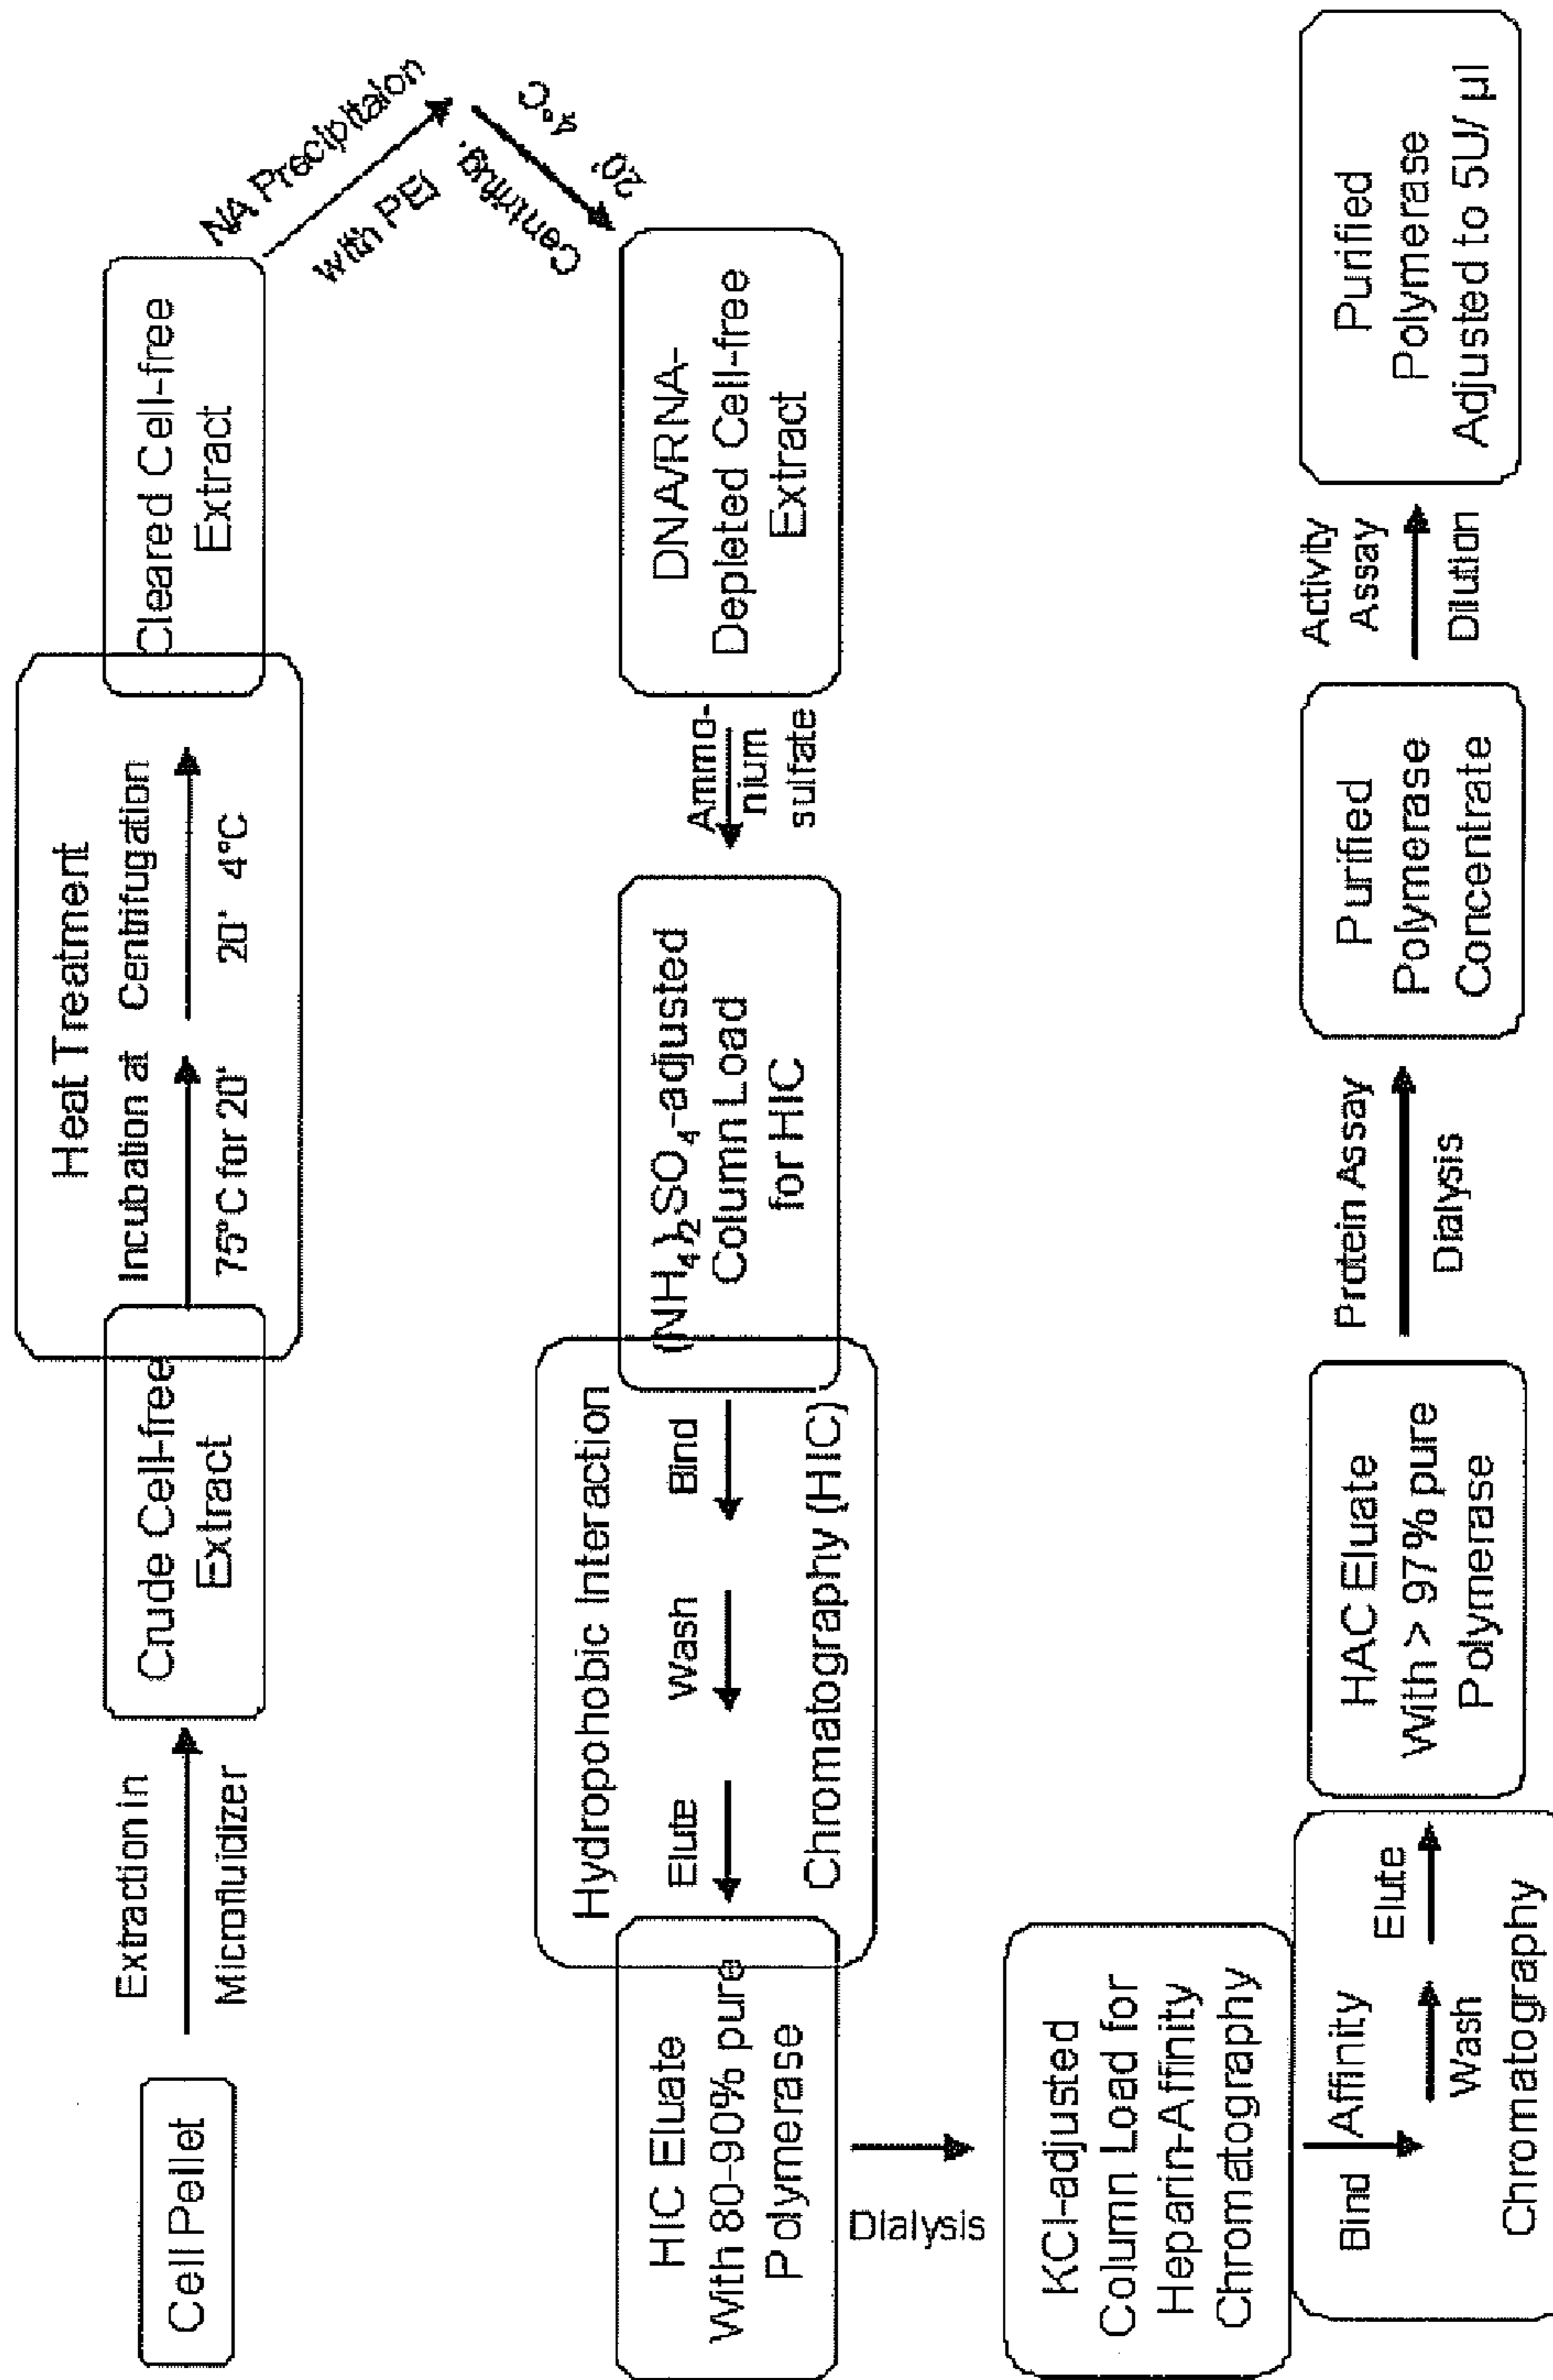 Cell Pellet
Extraction in
Microfluidizer
Crude Cell-free
Extract
Heat Treatment
Incubation at
75°C for 20'
Centrifugation
20' 4°C
Cleared Cell-free
Extract
NA Precipitaion
with PEI
Centrifug.
20' 4°C
DNA/RNA-
Depleted Cell-free
Extract
Ammo-
nium
sulfate
(NH4)2SO4-adjusted
Column Load
for HIC
Hydropohobic Interaction
Bind
Wash
Elute
Chromatography (HIC)
HIC Eluate
With 80-90% pure
Polymerase
Dialysis
KCl-adjusted
Column Load for
Heparin-Affinity
Chromatography
Bind
Affinity
Wash
Elute
Chromatography
HAC Eluate
With > 97% pure
Polymerase
Protein Assay
Dialysis
Purified
Polymerase
Concentrate
Activity
Assay
Dilution
Purified
Polymerase
Adjusted to 5U/ µl